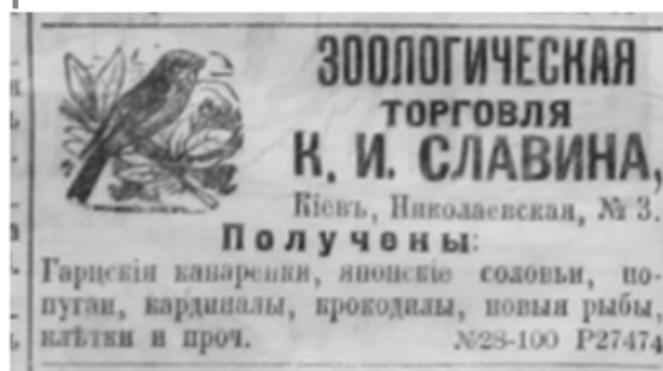 ЗООЛОГИЧЕСКАЯ
ТОРГОВЛЯ
К. И. СЛАВИНА,
Кіевъ, Николаевская, № 3.
Получены:
Гарцскія канарейки, японскіе соловьи, по-
пугаи, кардиналы, крокодилы, новыя рыбы,
клѣтки и проч. №28-100 Р27474